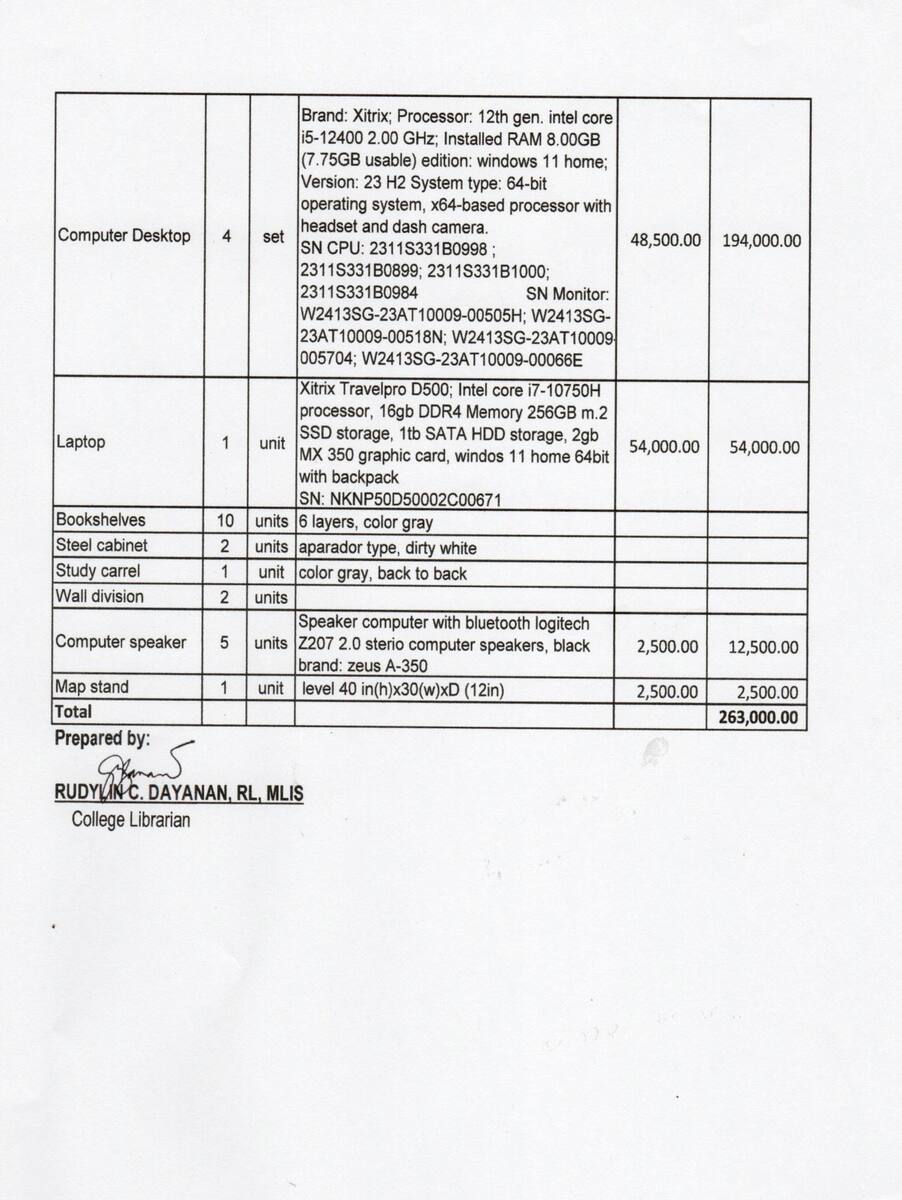 Brand: Xitrix; Processor: 12th gen. intel core
i5-12400 2.00 GHz; Installed RAM 8.00GB
(7.75GB usable) edition: windows 11 home;
Version: 23 H2 System type: 64-bit
operating system, x64-based processor with
headset and dash camera.
Computer Desktop 4 set 48,500.00 194,000.00
SN CPU: 2311S331B0998 ;
2311S331B0899; 2311S331B1000;
2311S331B0984 SN Monitor:
W2413SG-23AT10009-00505H; W2413SG-
23AT10009-00518N; W2413SG-23AT10009-
005704; W2413SG-23AT10009-00066E
Xitrix Travelpro D500; Intel core i7-10750H
processor, 16gb DDR4 Memory 256GB m.2
SSD storage, 1tb SATA HDD storage, 2gb
Laptop 1 unit 54,000.00 54,000.00
MX 350 graphic card, windos 11 home 64bit
with backpack
SN: NKNP50D50002C00671
Bookshelves 10 units 6 layers, color gray
Steel cabinet 2 units aparador type, dirty white
Study carrel 1 unit color gray, back to back
Wall division 2 units
Speaker computer with bluetooth logitech
Computer speaker 5 units Z207 2.0 sterio computer speakers, black 2,500.00 12,500.00
brand: zeus A-350
Map stand 1 unit level 40 in(h)x30(w)xD (12in) 2,500.00 2,500.00
Total 263,000.00
Prepared by:
RUDYLIN C. DAYANAN, RL, MLIS
College Librarian